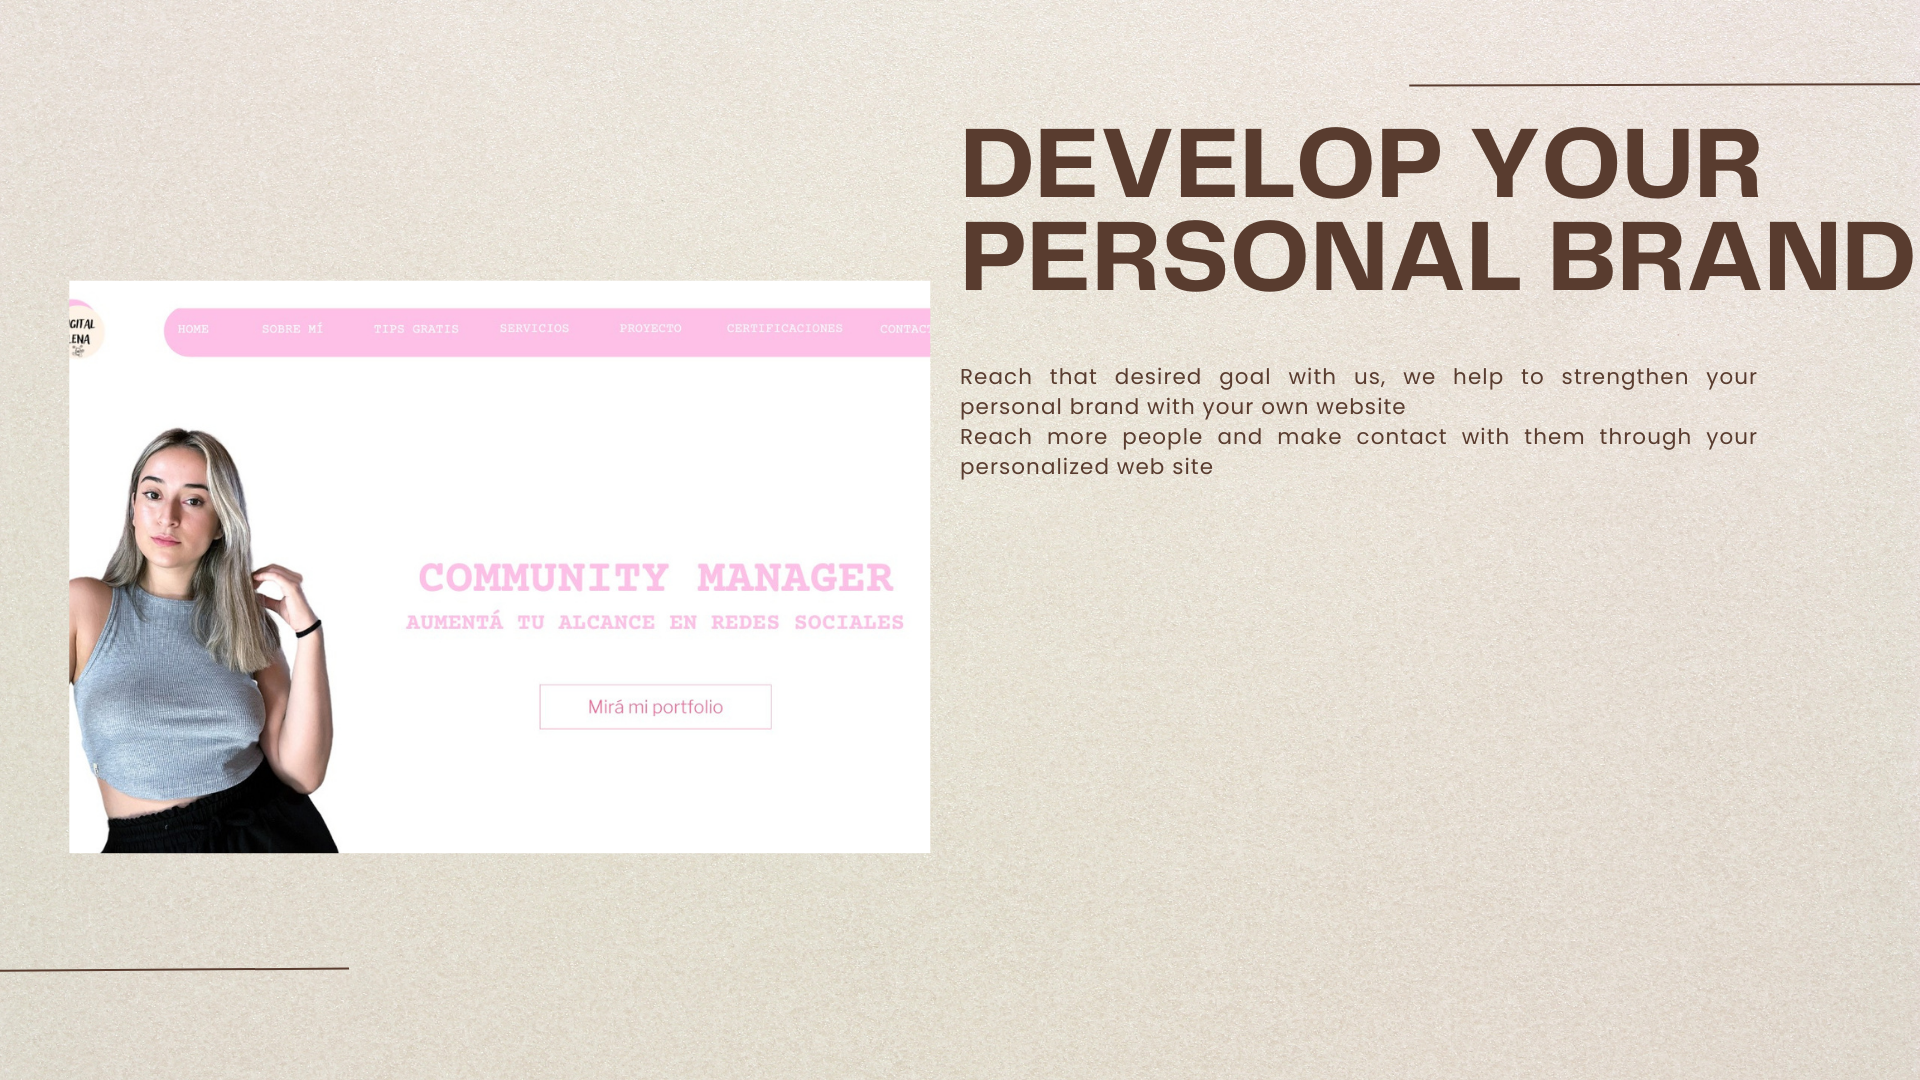 DEVELOP YOUR
PERSONAL BRAND
Reach that desired goal with us, we help to strengthen your
personal brand with your own website
Reach more people and make contact with them through your
personalized web site
IGITAL
LENA
HOME SOBRE MÍ TIPS GRATIS SERVICIOS PROYECTO CERTIFICACIONES CONTACT
COMMUNITY MANAGER
AUMENTÁ TU ALCANCE EN REDES SOCIALES
Mirá mi portfolio